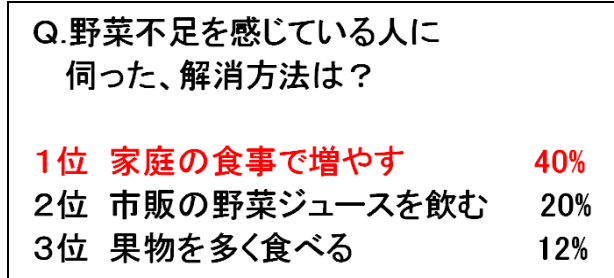 Q.野菜不足を感じている人に
伺った、解消方法は？
1位 家庭の食事で増やす 40%
2位 市販の野菜ジュースを飲む 20%
3位 果物を多く食べる 12%